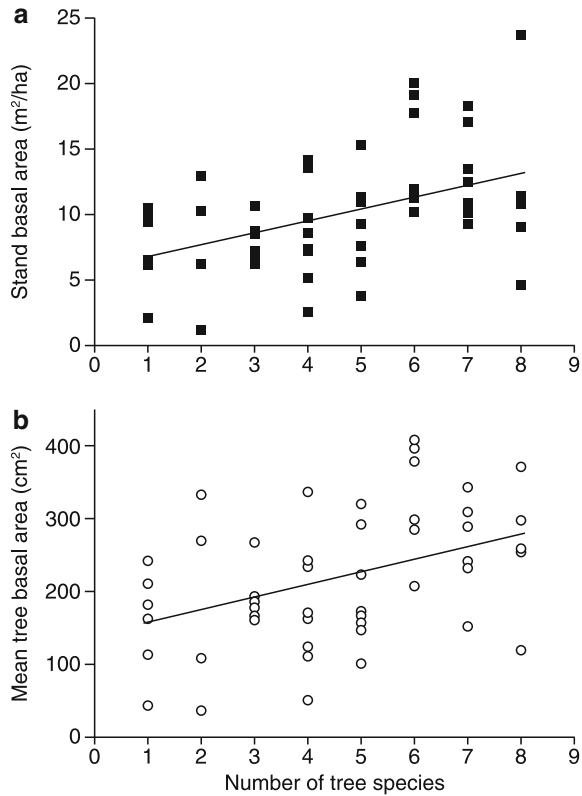 a
Stand basal area (m²/ha)
25
20
15
10
5
0
0 1 2 3 4 5 6 7 8 9
b
Mean tree basal area (cm²)
400
300
200
100
0
0 1 2 3 4 5 6 7 8 9
Number of tree species